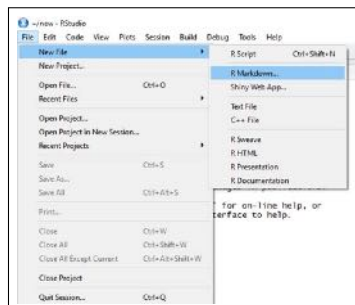 ~/now - RStudio
File Edit Code View Plots Session Build Debug Tools Help
New File
New Project...
Open File... Ctrl+O
Recent Files
Open Project...
Open Project in New Session...
Recent Projects
Save Ctrl+S
Save As...
Save All Ctrl+Alt+S
Print...
Close Ctrl+W
Close All Ctrl+Shift+W
Close All Except Current Ctrl+Alt+Shift+W
Close Project
Quit Session... Ctrl+Q
R Script Ctrl+Shift+N
R Markdown...
Shiny Web App...
Text File
C++ File
R Sweave
R HTML
R Presentation
R Documentation
for on-line help, or
terface to help.